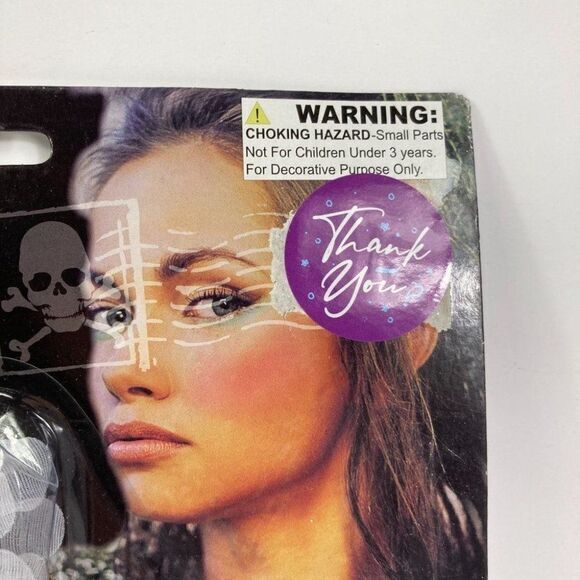 WARNING:
CHOKING HAZARD-Small Parts
Not For Children Under 3 years.
For Decorative Purpose Only.
Thank
You